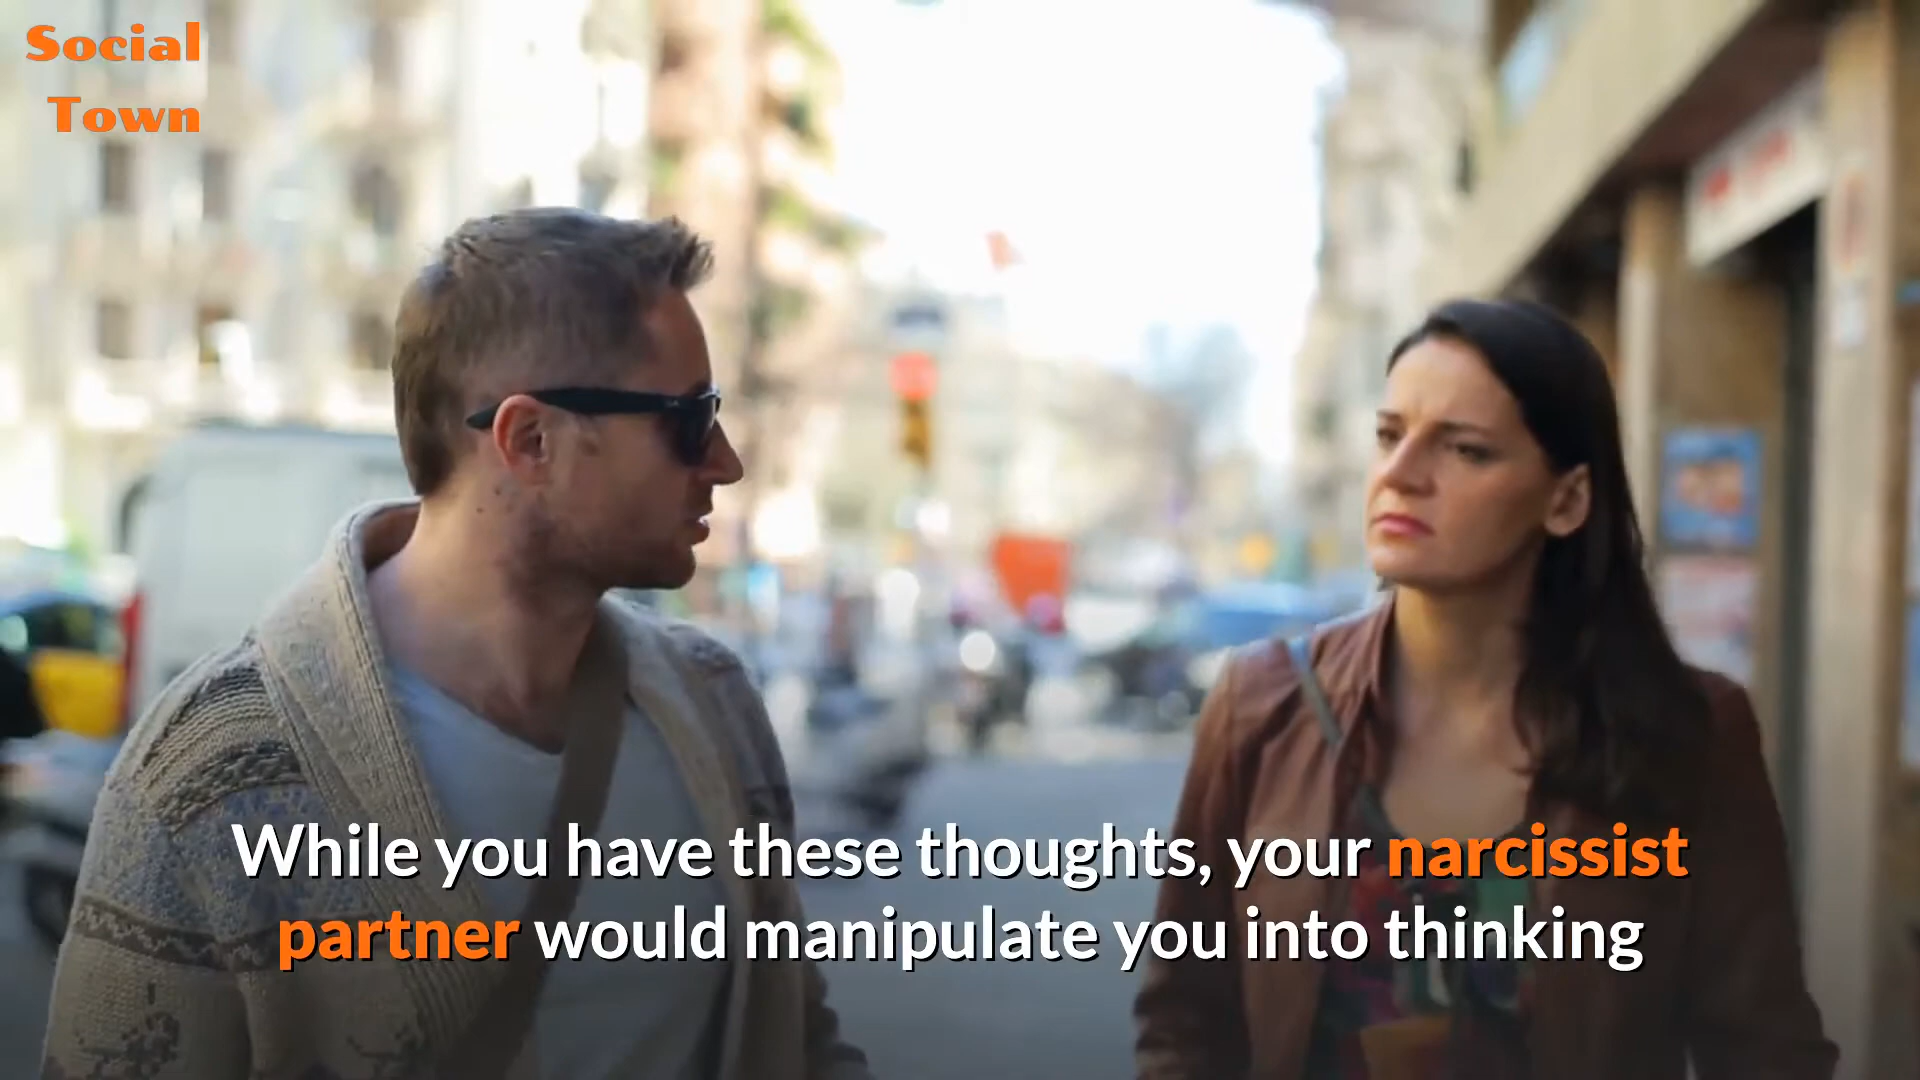 Social
Town
While you have these thoughts, your narcissist
partner would manipulate you into thinking